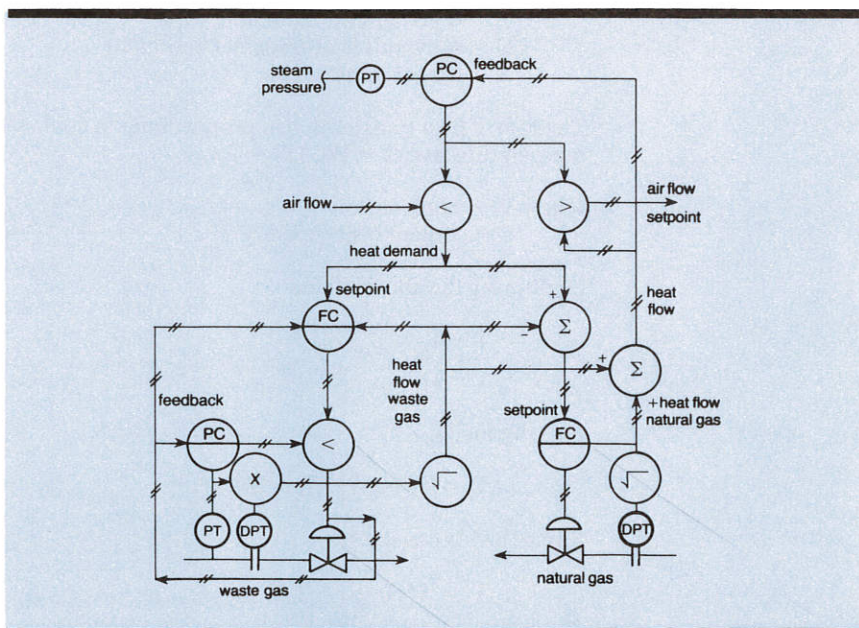 steam
pressure
PT
PC
feedback
air flow
<
>
air flow
setpoint
heat demand
setpoint
+
FC
-
Σ
heat
flow
heat
flow
waste
gas
+
Σ
feedback
setpoint
+heat flow
natural gas
PC
<
FC
X
√
√
PT
DPT
DPT
waste gas
natural gas